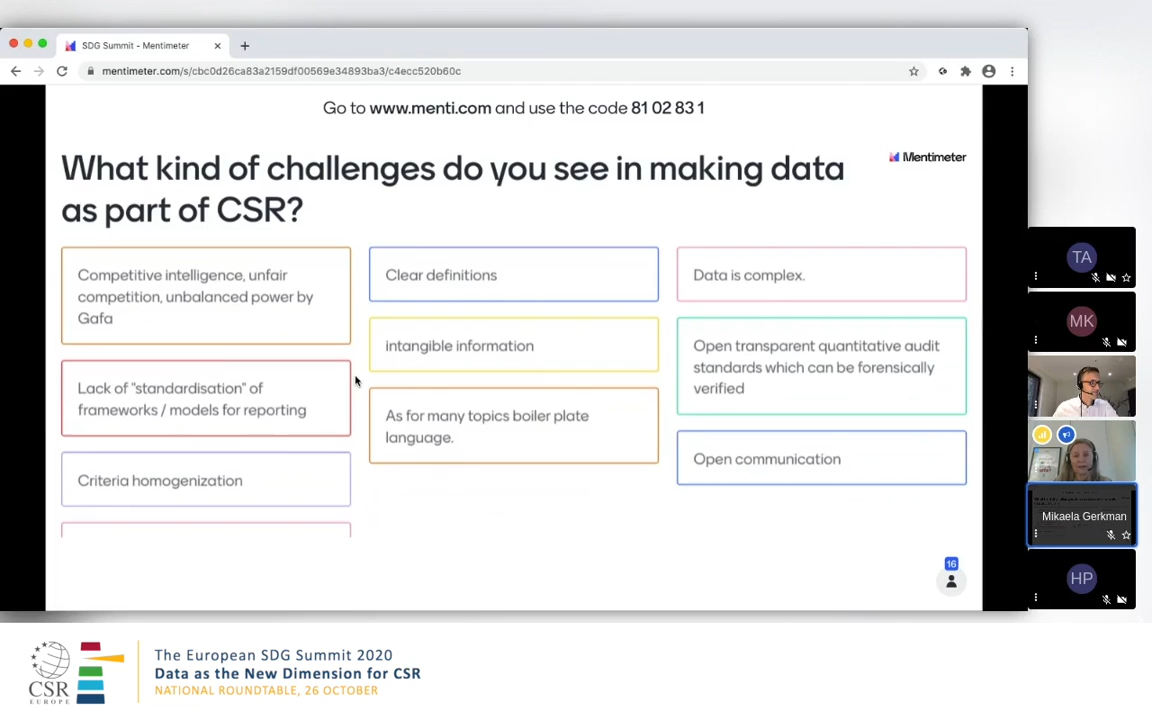 SDG Summit - Mentimeter
mentimeter.com/s/cbc0d26ca83a2159df00569e34893ba3/c4ecc520b60c
Go to www.menti.com and use the code 81 02 83 1
Mentimeter
What kind of challenges do you see in making data
as part of CSR?
Competitive intelligence, unfair
competition, unbalanced power by
Gafa
Lack of "standardisation" of
frameworks / models for reporting
Criteria homogenization
Clear definitions
intangible information
As for many topics boiler plate
language.
Data is complex.
Open transparent quantitative audit
standards which can be forensically
verified
Open communication
16
TA
MK
Mikaela Gerkman
HP
CSR
EUROPE
The European SDG Summit 2020
Data as the New Dimension for CSR
NATIONAL ROUNDTABLE, 26 OCTOBER